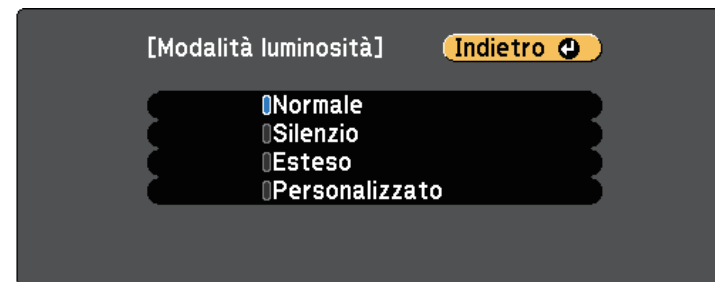 [Modalità luminosità] Indietro
Normale
Silenzio
Esteso
Personalizzato